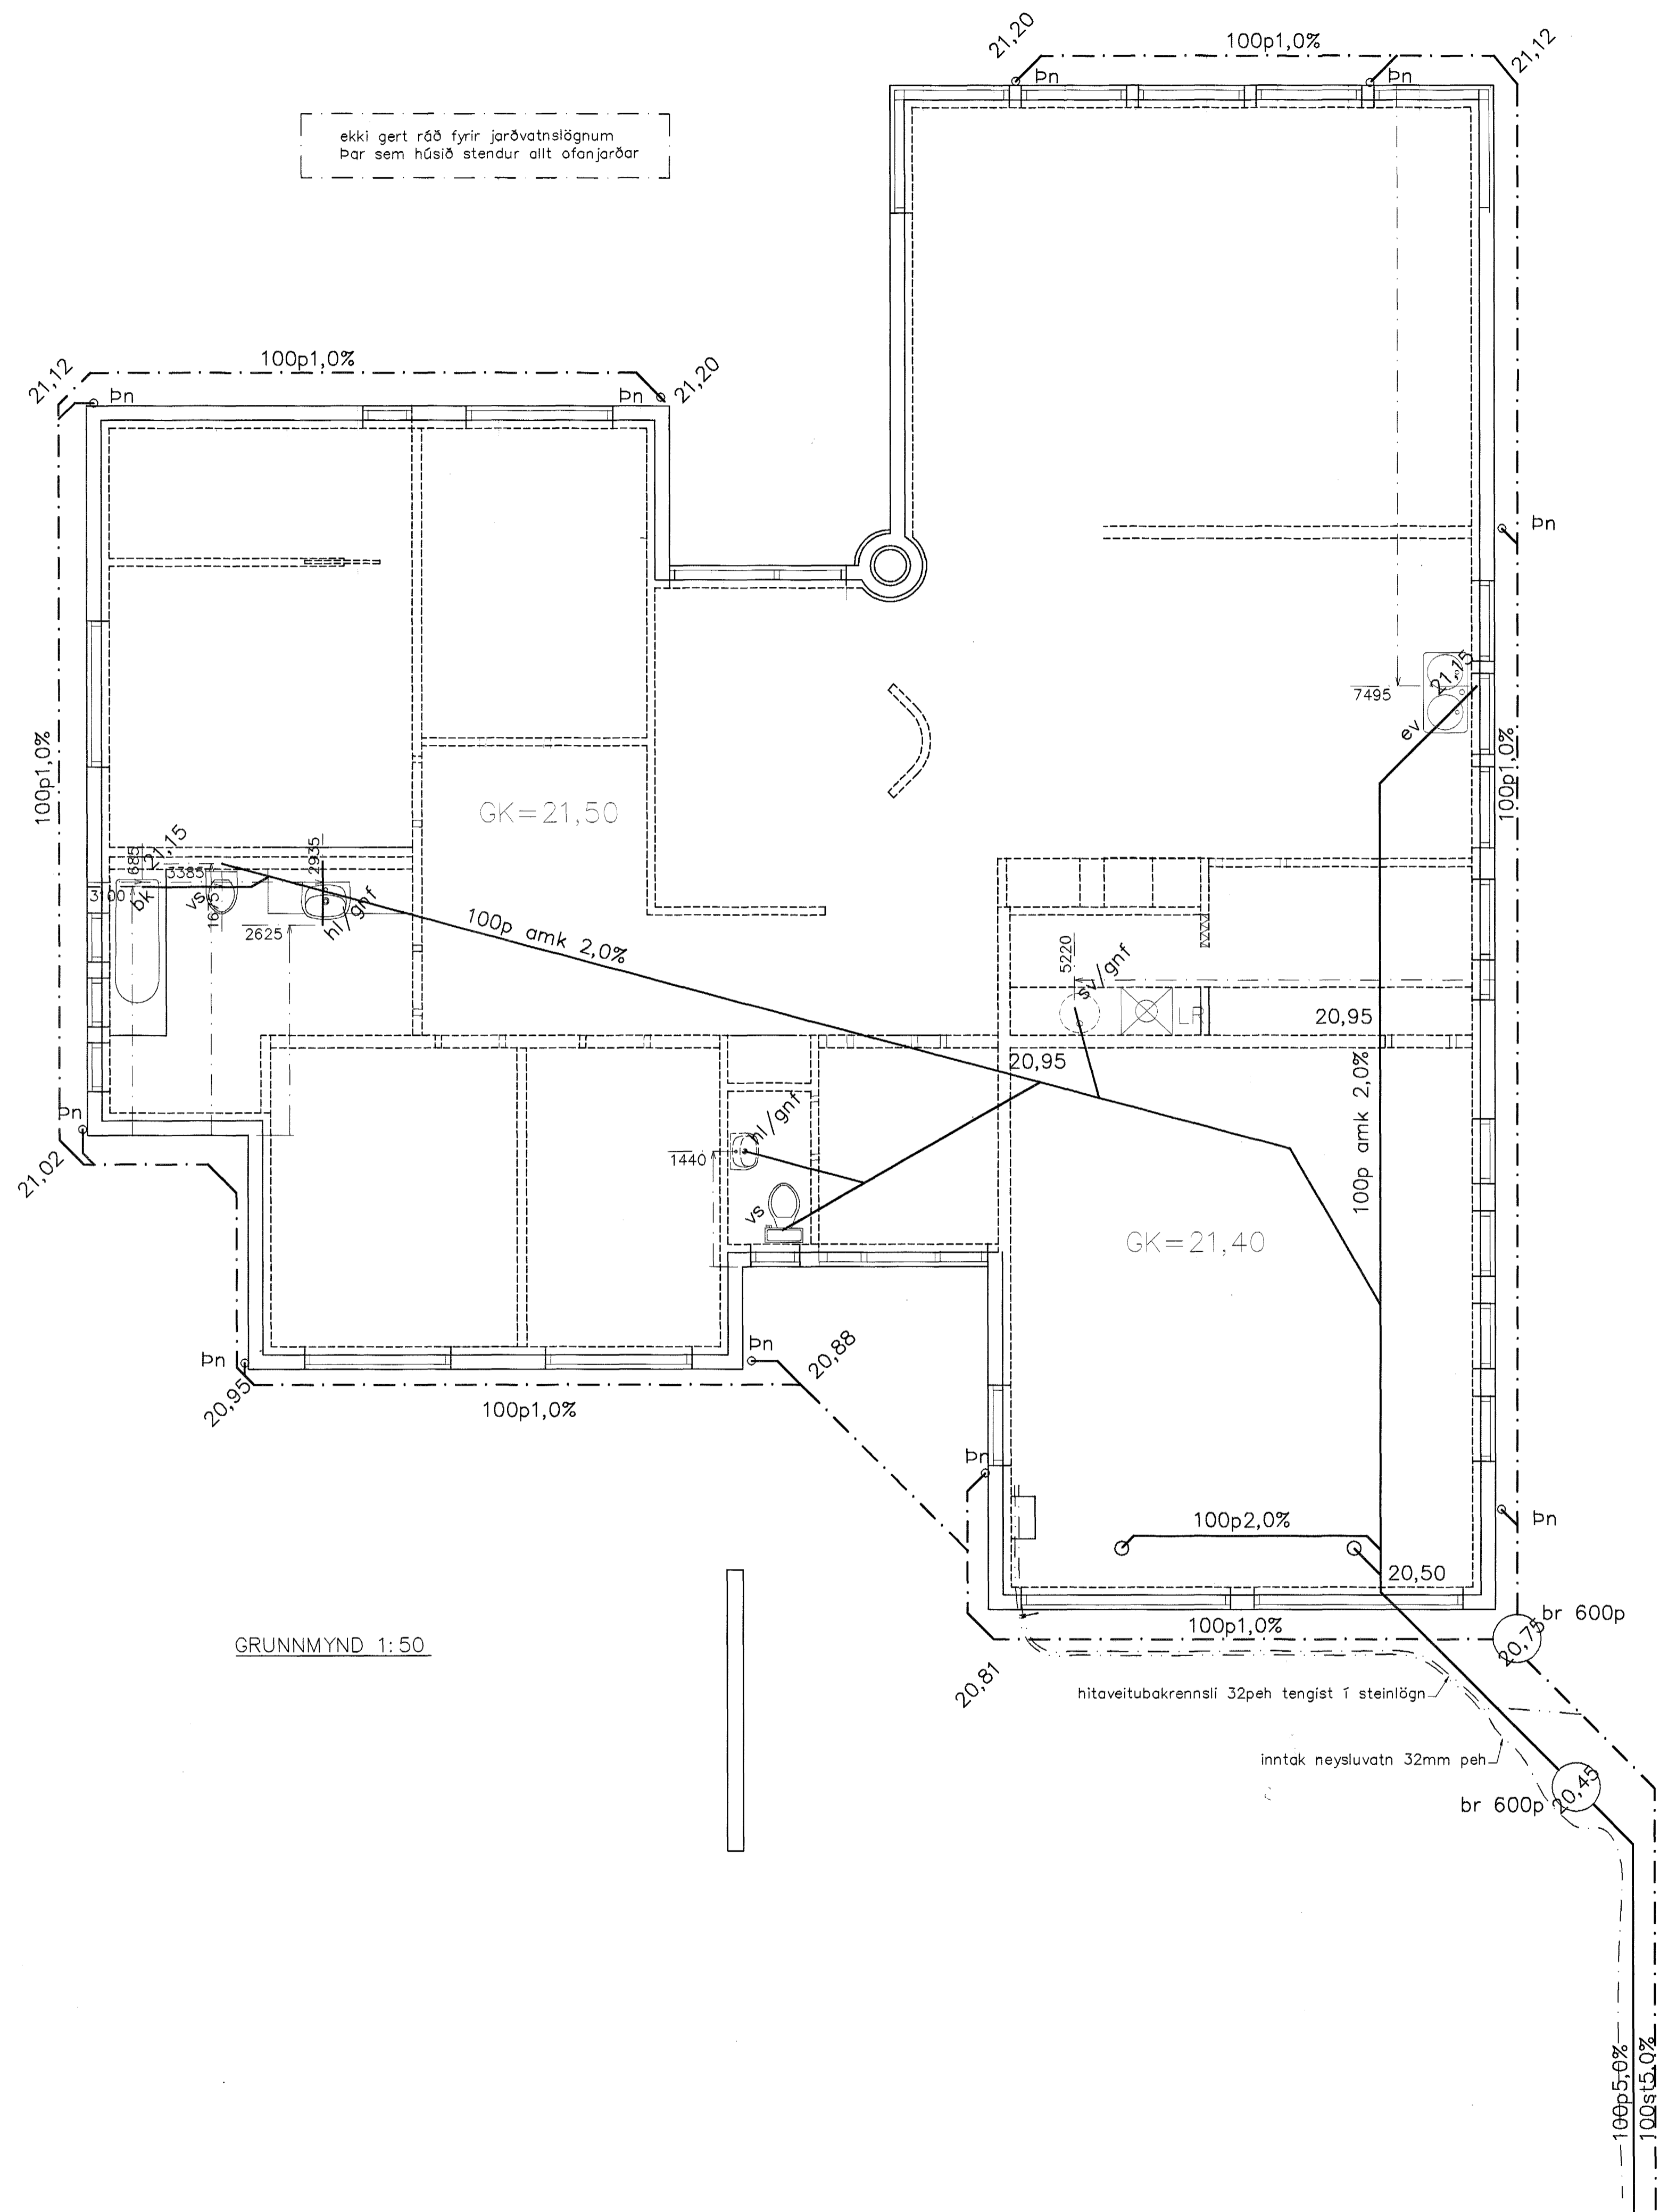 21,20
100p1,0%
21,12
Þn
Þn
ekki gert ráð fyrir jarðvatnslögnum
Þar sem húsið stendur allt ofanjarðar
100p1,0%
21,12
Þn
Þn
21,20
Þn
21,15
7495
ev
100p1,0%
100p1,0%
GK=21,50
21,15
685
3385
2935
3100
bk
vs
1675
2625
hl/gnf
100p amk 2,0%
5220
sv/gnf
LR
20,95
20,95
100p amk 2,0%
Þn
21,02
hl/gnf
1440
vs
GK=21,40
Þn
20,95
Þn
20,88
100p1,0%
Þn
100p2,0%
Þn
20,50
br 600p
20,75
100p1,0%
GRUNNMYND 1:50
20,81
hitaveitubakrennsli 32peh tengist í steinlögn
inntak neysluvatn 32mm peh
br 600p
20,45
100p5,0%
100st5,0%